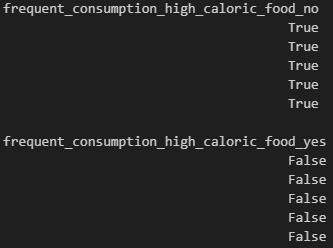 frequent_consumption_high_caloric_food_no
True
True
True
True
True
frequent_consumption_high_caloric_food_yes
False
False
False
False
False